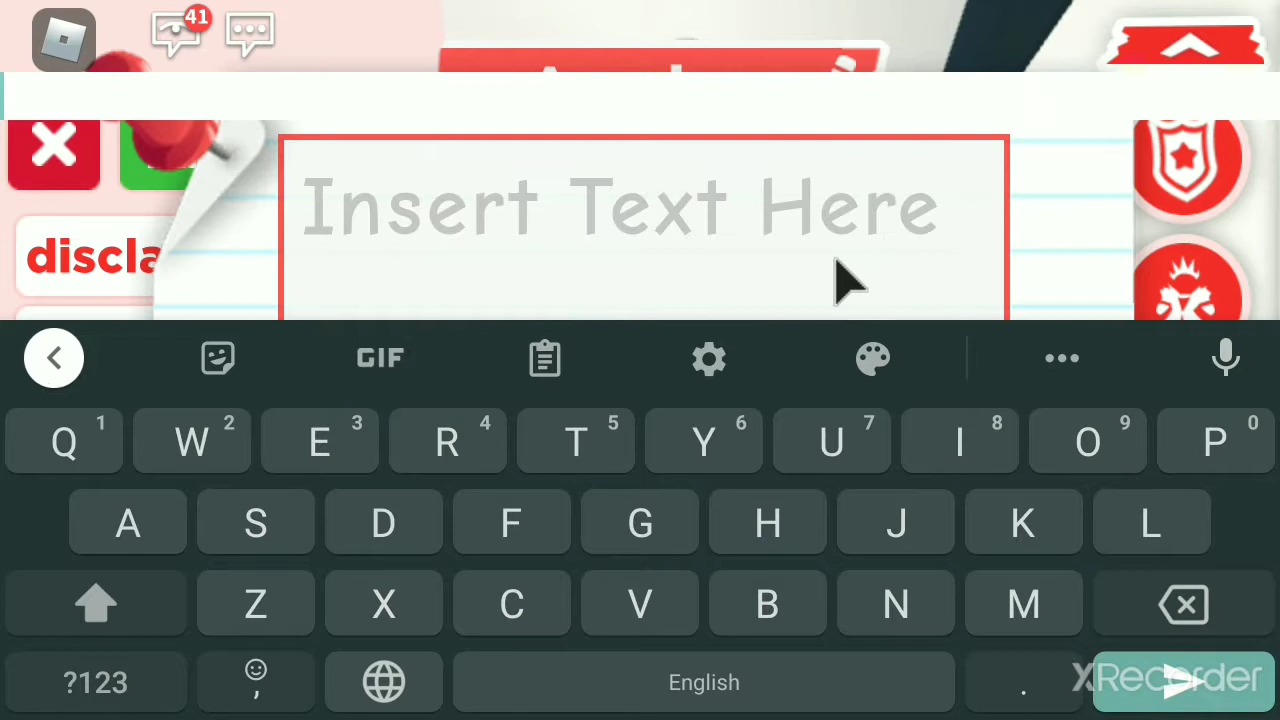 41
discla
Insert Text Here
GIF
Q 1 W 2 E 3 R 4 T 5 Y 6 U 7 I 8 O 9 P 0
A S D F G H J K L
Z X C V B N M
?123 , English .
XRecorder